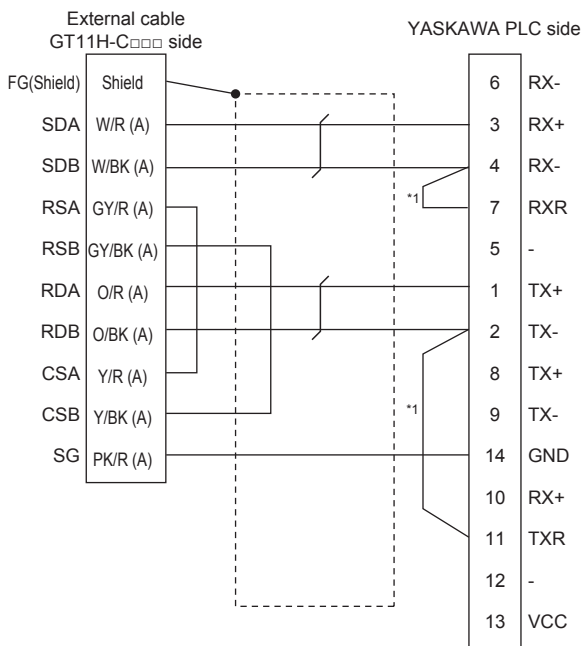 External cable
GT11H-C□□□ side
YASKAWA PLC side
FG(Shield) Shield 6 RX-
SDA W/R (A) 3 RX+
SDB W/BK (A) 4 RX-
*1
RSA GY/R (A) 7 RXR
RSB GY/BK (A) 5 -
RDA O/R (A) 1 TX+
RDB O/BK (A) 2 TX-
CSA Y/R (A) 8 TX+
CSB Y/BK (A) *1 9 TX-
SG PK/R (A) 14 GND
10 RX+
11 TXR
12 -
13 VCC